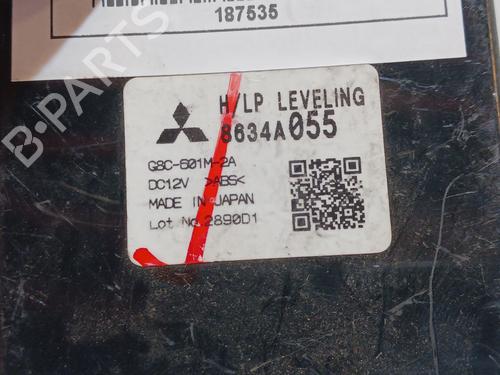 187535
B-PARTS
H/LP LEVELING
8634A055
G8C-601M-2A
DC12V >ABS<
MADE IN JAPAN
Lot No.2890D1